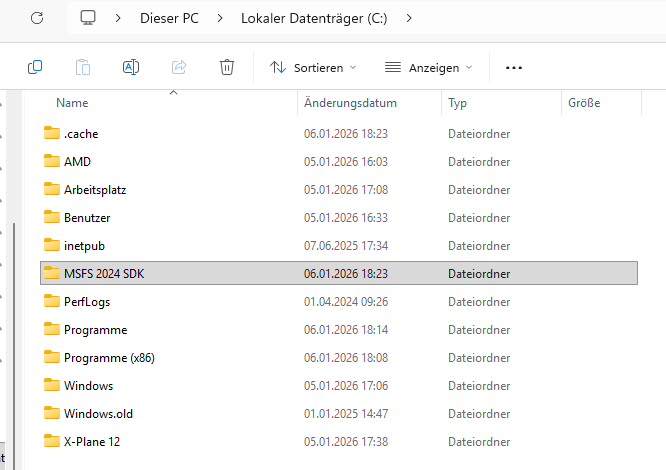 Dieser PC > Lokaler Datenträger (C:) >
Sortieren Anzeigen ...
Name Änderungsdatum Typ Größe
.cache 06.01.2026 18:23 Dateiordner
AMD 05.01.2026 16:03 Dateiordner
Arbeitsplatz 05.01.2026 17:08 Dateiordner
Benutzer 05.01.2026 16:33 Dateiordner
inetpub 07.06.2025 17:34 Dateiordner
MSFS 2024 SDK 06.01.2026 18:23 Dateiordner
PerfLogs 01.04.2024 09:26 Dateiordner
Programme 06.01.2026 18:14 Dateiordner
Programme (x86) 06.01.2026 18:08 Dateiordner
Windows 05.01.2026 17:06 Dateiordner
Windows.old 01.01.2025 14:47 Dateiordner
X-Plane 12 05.01.2026 17:38 Dateiordner